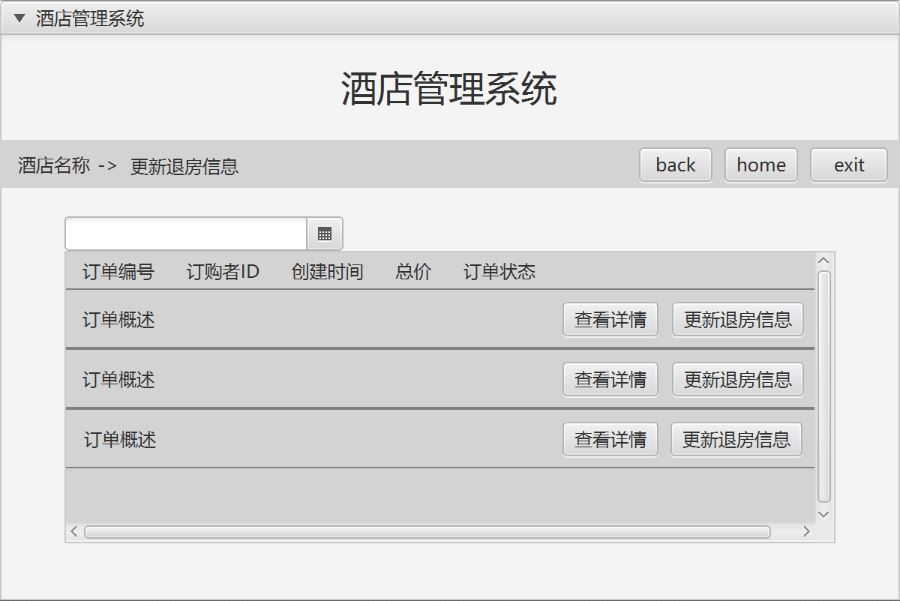 酒店管理系统
酒店管理系统
酒店名称 -> 更新退房信息 back home exit
订单编号 订购者ID 创建时间 总价 订单状态
订单概述 查看详情 更新退房信息
订单概述 查看详情 更新退房信息
订单概述 查看详情 更新退房信息